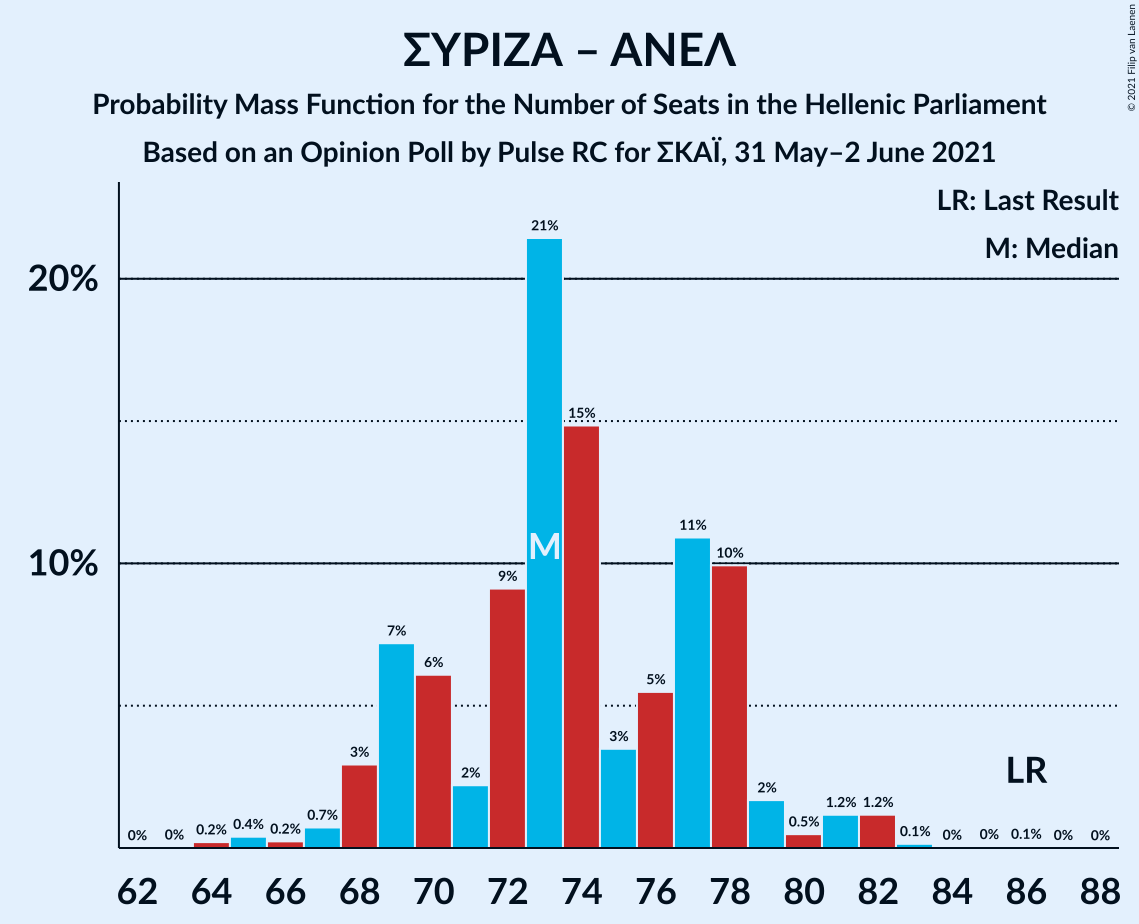 ΣΥΡΙΖΑ – ΑΝΕΛ
Probability Mass Function for the Number of Seats in the Hellenic Parliament
Based on an Opinion Poll by Pulse RC for ΣΚΑΪ, 31 May–2 June 2021
© 2021 Filip van Laenen
LR: Last Result
M: Median
20%
10%
0% 0% 0.2% 0.4% 0.2% 0.7% 3% 7% 6% 2% 9% 21% 15% 3% 5% 11% 10% 2% 0.5% 1.2% 1.2% 0.1% 0% 0% 0.1% 0% 0%
M
LR
62 64 66 68 70 72 74 76 78 80 82 84 86 88